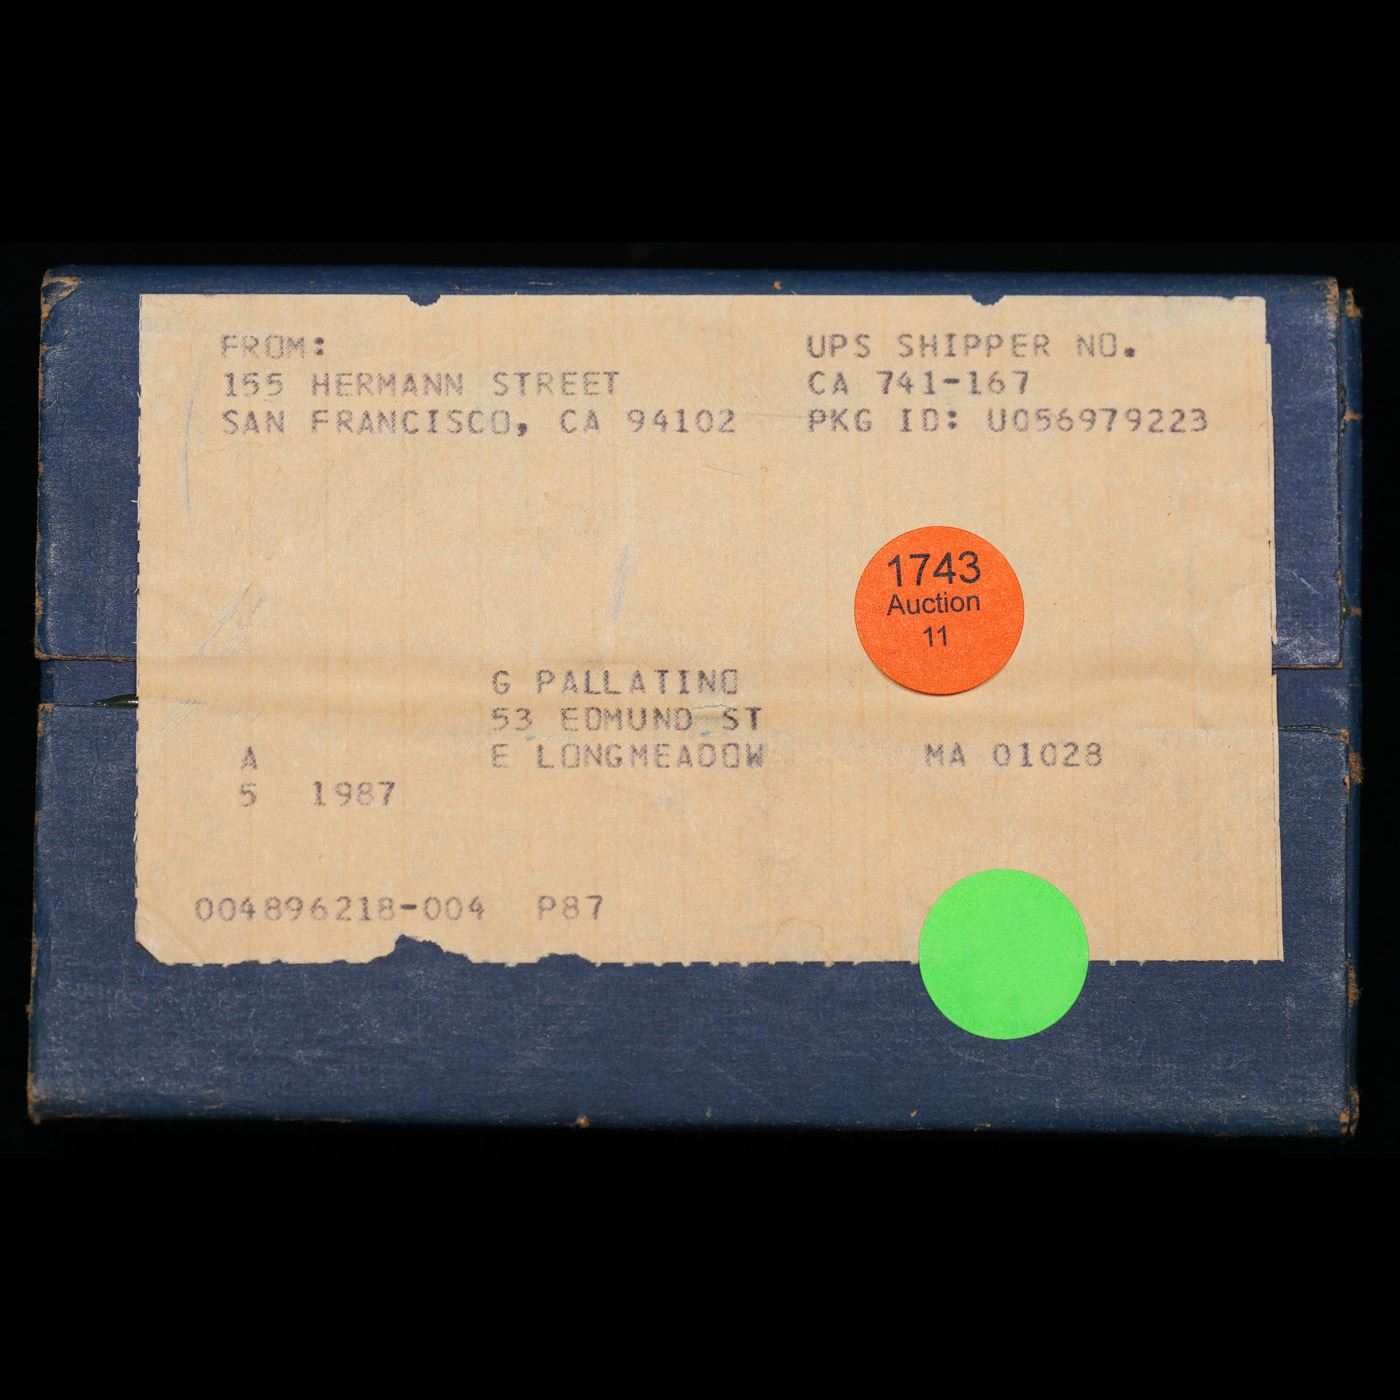 FROM:
155 HERMANN STREET
SAN FRANCISCO, CA 94102
UPS SHIPPER NO.
CA 741-167
PKG ID: U056979223
1743
Auction
11
G PALLATINO
53 EDMUND ST
E LONGMEADOW MA 01028
A
5 1987
004896218-004 P87